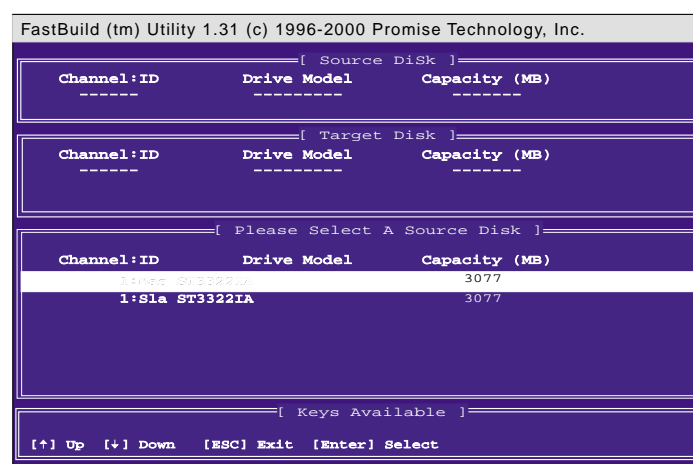 FastBuild (tm) Utility 1.31 (c) 1996-2000 Promise Technology, Inc.
[ Source DiSk ]
Channel:ID Drive Model Capacity (MB)
------ --------- -------
[ Target Disk ]
Channel:ID Drive Model Capacity (MB)
------ --------- -------
[ Please Select A Source Disk ]
Channel:ID Drive Model Capacity (MB)
3077
1:Sla ST3322IA 3077
[ Keys Available ]
[↑] Up [↓] Down [ESC] Exit [Enter] Select